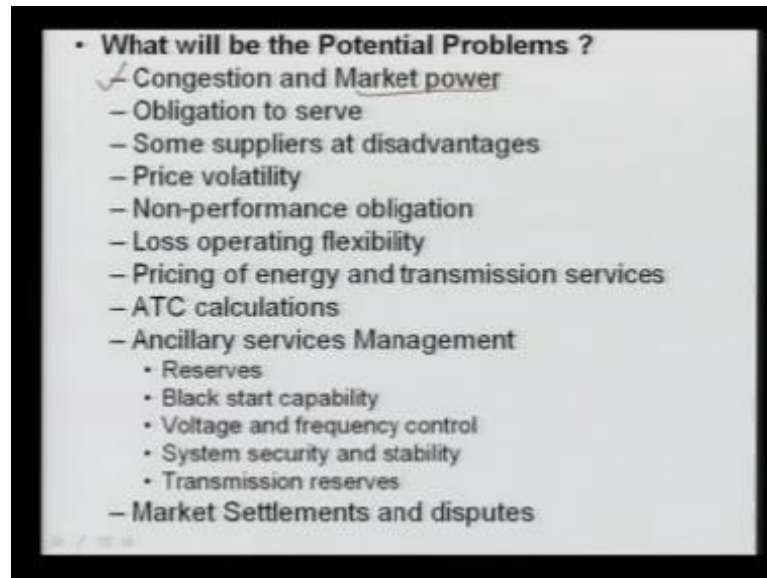 • What will be the Potential Problems ?
– Congestion and Market power
– Obligation to serve
– Some suppliers at disadvantages
– Price volatility
– Non-performance obligation
– Loss operating flexibility
– Pricing of energy and transmission services
– ATC calculations
– Ancillary services Management
• Reserves
• Black start capability
• Voltage and frequency control
• System security and stability
• Transmission reserves
– Market Settlements and disputes